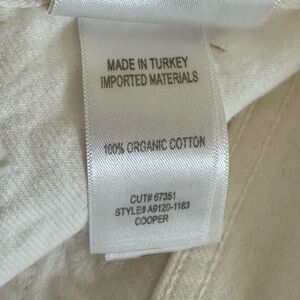 MADE IN TURKEY
IMPORTED MATERIALS
100% ORGANIC COTTON
CUT# 67351
STYLE# A9120-1183
COOPER